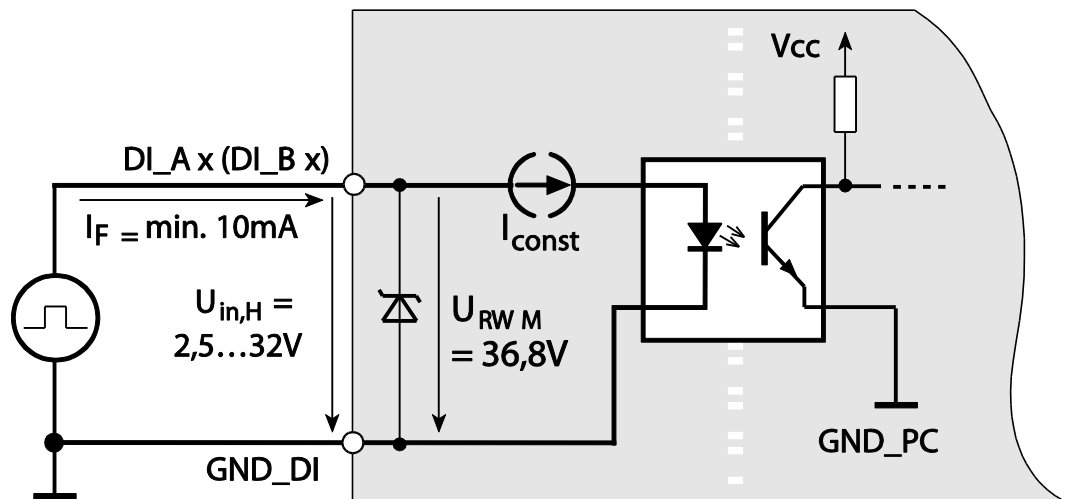 Vcc
DI_A x (DI_B x)
I_F = min. 10mA
I_const
U_in,H =
2,5…32V
U_RW M
= 36,8V
GND_DI
GND_PC